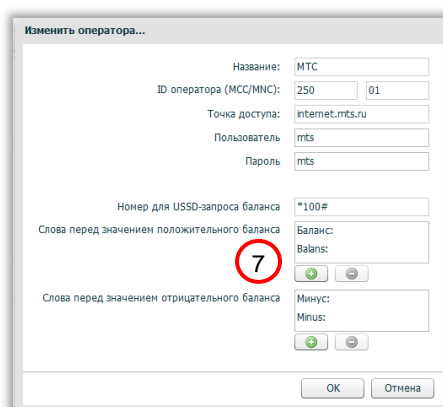 Изменить оператора...
Название: МТС
ID оператора (MCC/MNC): 250 01
Точка доступа: internet.mts.ru
Пользователь mts
Пароль mts
Номер для USSD-запроса баланса *100#
Слова перед значением положительного баланса Баланс:
Balans:
7
Слова перед значением отрицательного баланса Минус:
Minus:
OK Отмена